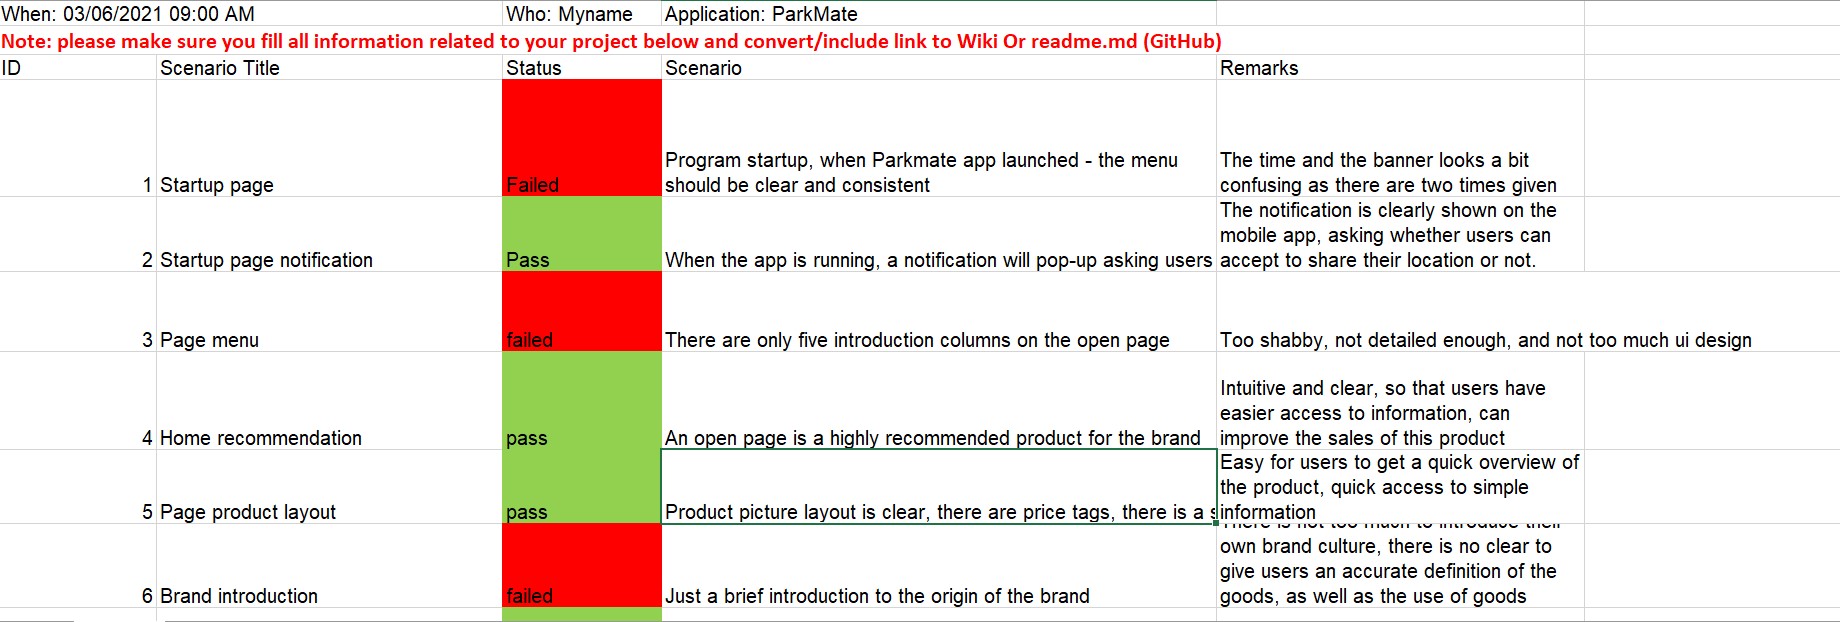 When: 03/06/2021 09:00 AM Who: Myname Application: ParkMate
Note: please make sure you fill all information related to your project below and convert/include link to Wiki Or readme.md (GitHub)
ID Scenario Title Status Scenario Remarks
1 Startup page Failed
Program startup, when Parkmate app launched - the menu
should be clear and consistent
The time and the banner looks a bit
confusing as there are two times given
2 Startup page notification Pass When the app is running, a notification will pop-up asking users
The notification is clearly shown on the
mobile app, asking whether users can
accept to share their location or not.
3 Page menu failed There are only five introduction columns on the open page Too shabby, not detailed enough, and not too much ui design
4 Home recommendation pass An open page is a highly recommended product for the brand
Intuitive and clear, so that users have
easier access to information, can
improve the sales of this product
5 Page product layout pass Product picture layout is clear, there are price tags, there is a s
Easy for users to get a quick overview of
the product, quick access to simple
information
6 Brand introduction failed Just a brief introduction to the origin of the brand
There is not too much to introduce their
own brand culture, there is no clear to
give users an accurate definition of the
goods, as well as the use of goods